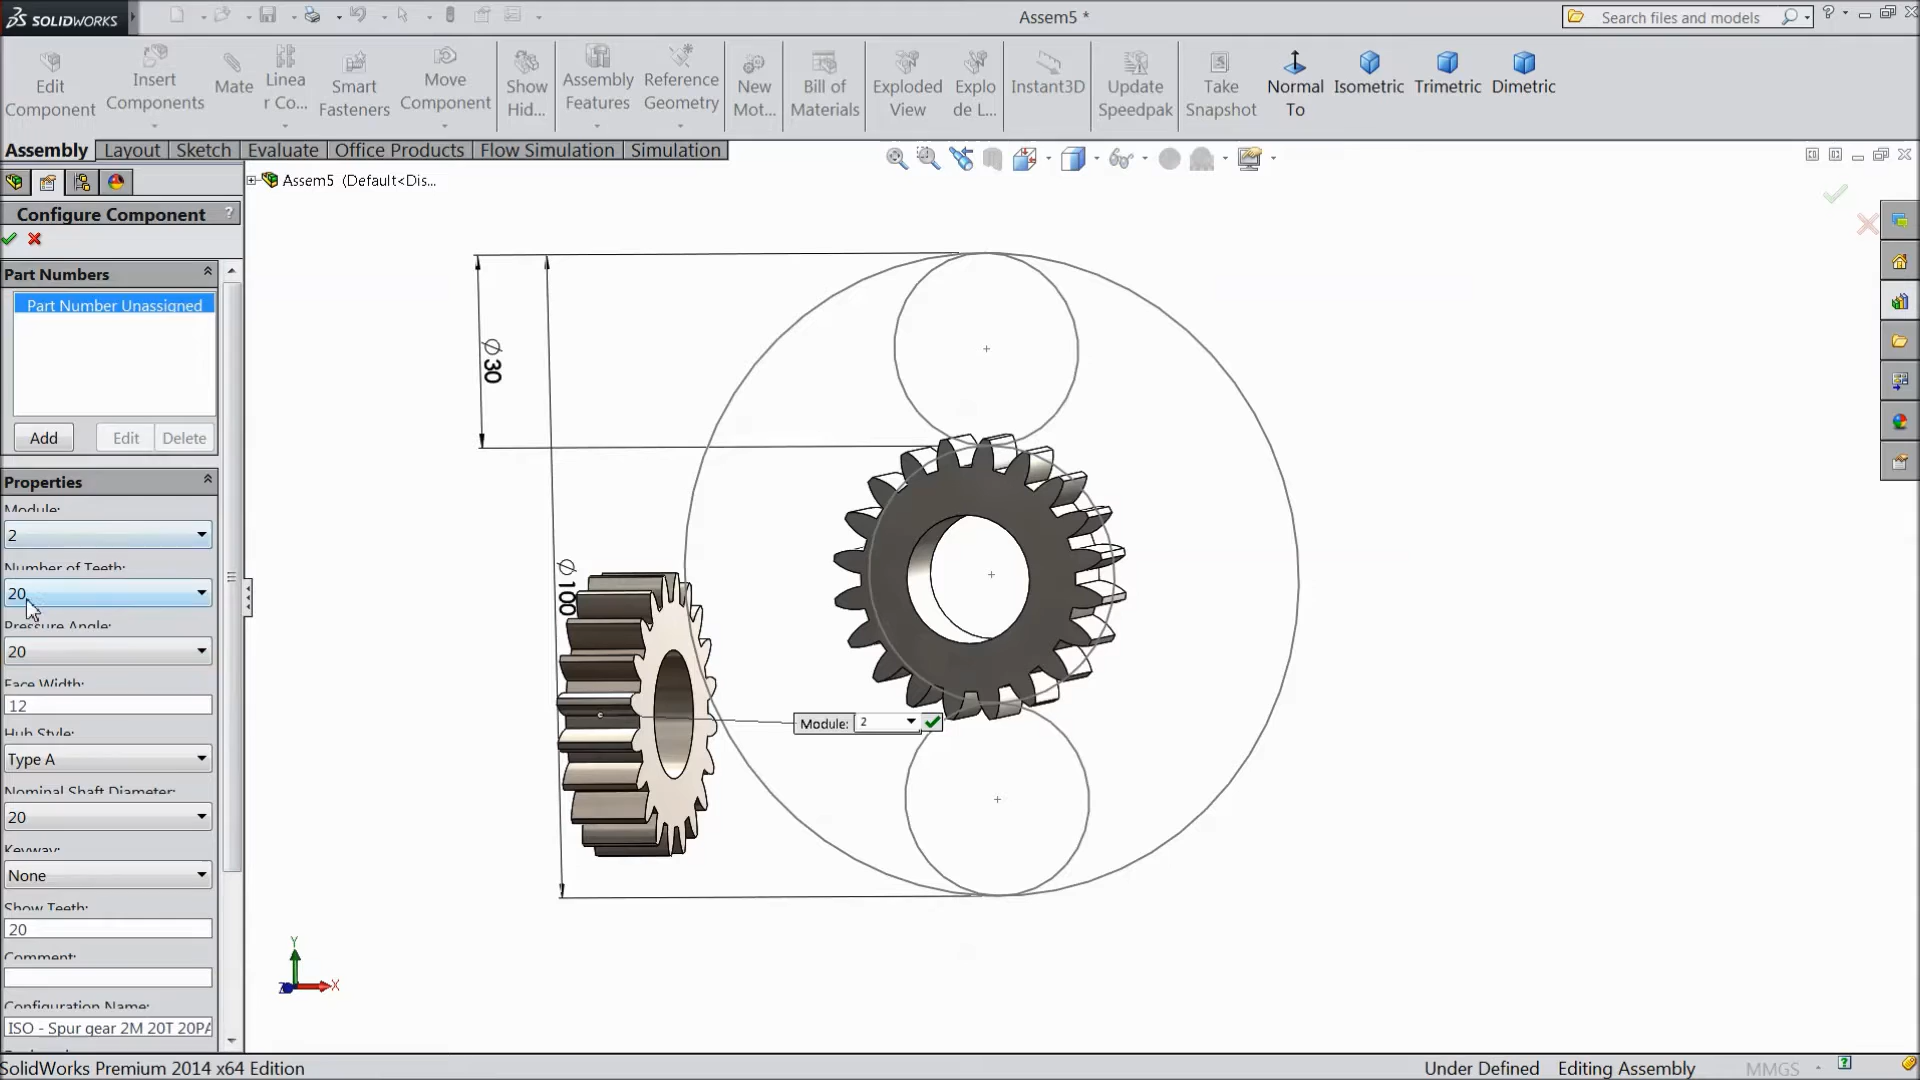 SOLIDWORKS
Assem5 *
Search files and models
Edit Component
Insert Components
Mate
Linea r Co...
Smart Fasteners
Move Component
Show Hid...
Assembly Features
Reference Geometry
New Mot...
Bill of Materials
Exploded View
Explo de L...
Instant3D
Update Speedpak
Take Snapshot
Normal To
Isometric
Trimetric
Dimetric
Assembly
Layout
Sketch
Evaluate
Office Products
Flow Simulation
Simulation
Assem5 (Default<Dis...
Configure Component
?
Part Numbers
Part Number Unassigned
Add
Edit
Delete
Properties
Module:
2
Number of Teeth:
20
Pressure Angle:
20
Face Width:
12
Hub Style:
Type A
Nominal Shaft Diameter:
20
Keyway:
None
Show Teeth:
20
Comment:
Configuration Name:
ISO - Spur gear 2M 20T 20PA
∅30
∅100
Module: 2
Y
X
Z
SolidWorks Premium 2014 x64 Edition
Under Defined
Editing Assembly
MMGS